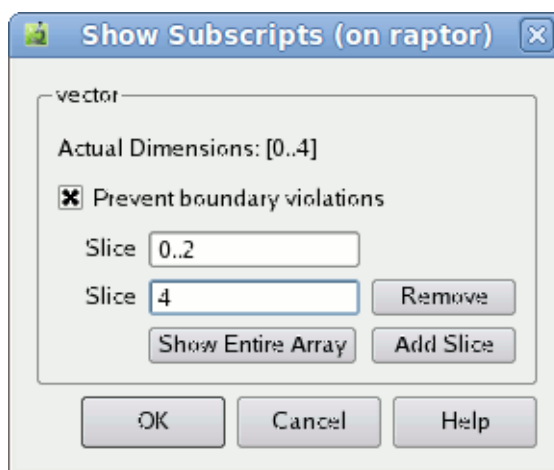 Show Subscripts (on raptor)
vector
Actual Dimensions: [0..4]
Prevent boundary violations
Slice 0..2
Slice 4 Remove
Show Entire Array Add Slice
OK Cancel Help